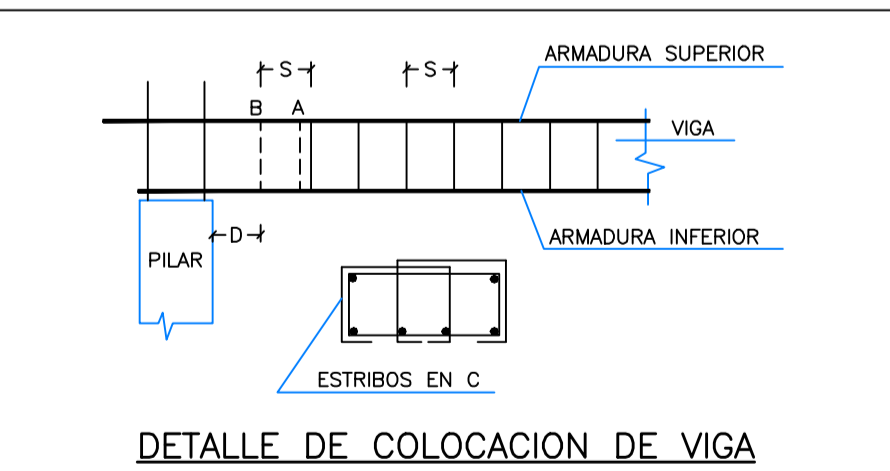 ARMADURA SUPERIOR
S
S
B
A
VIGA
D
ARMADURA INFERIOR
PILAR
ESTRIBOS EN C
DETALLE DE COLOCACION DE VIGA